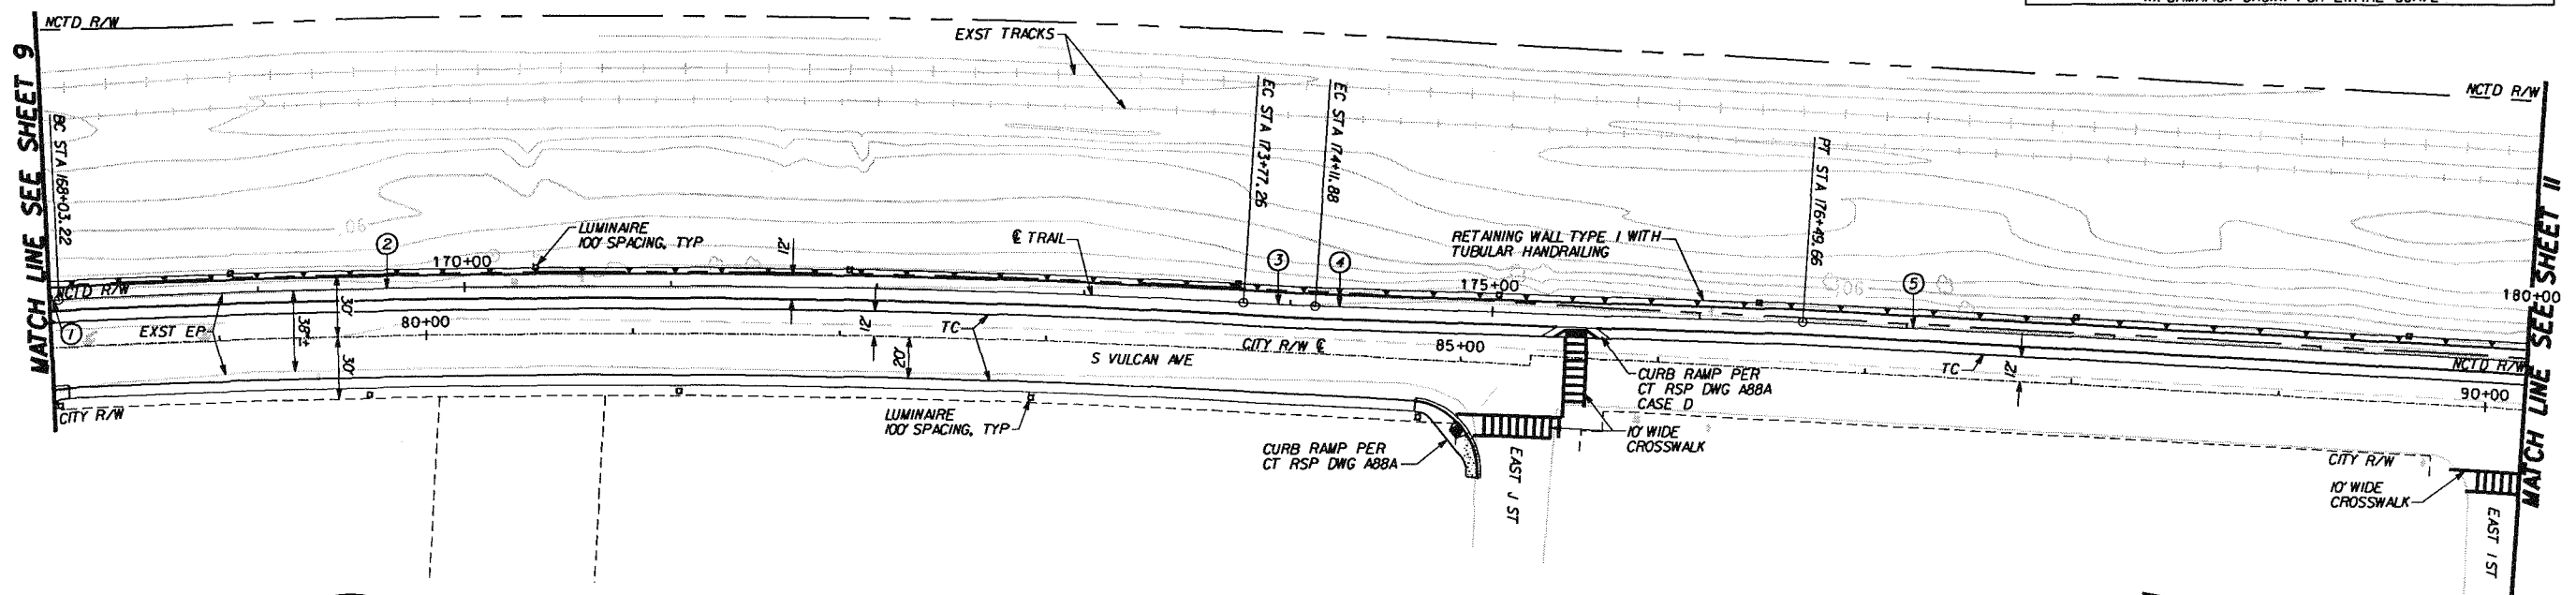 NCTD R/W
EXST TRACKS
NCTD R/W
MATCH LINE SEE SHEET 9
BC STA 168+03.22
EC STA 173+77.26
EC STA 174+11.88
PT STA 176+49.66
MATCH LINE SEE SHEET 11
90
2
LUMINAIRE
100' SPACING, TYP
170+00
12'
℄ TRAIL
3
4
RETAINING WALL TYPE 1 WITH
TUBULAR HANDRAILING
175+00
5
90
180+00
NCTD R/W
1
EXST EP
38'±
30'
30'
80+00
12'
TC
20'
S VULCAN AVE
CITY R/W ℄
85+00
CURB RAMP PER
CT RSP DWG A88A
CASE D
TC
12'
NCTD R/W
90+00
CITY R/W
LUMINAIRE
100' SPACING, TYP
CURB RAMP PER
CT RSP DWG A88A
10' WIDE
CROSSWALK
EAST J ST
CITY R/W
10' WIDE
CROSSWALK
EAST I ST